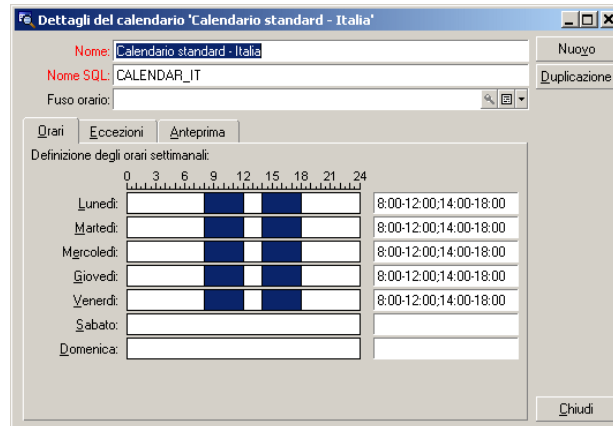 Dettagli del calendario 'Calendario standard - Italia'
Nome: Calendario standard - Italia
Nuovo
Nome SQL: CALENDAR_IT
Duplicazione
Fuso orario:
Orari Eccezioni Anteprima
Definizione degli orari settimanali:
0 3 6 9 12 15 18 21 24
Lunedì: 8:00-12:00;14:00-18:00
Martedì: 8:00-12:00;14:00-18:00
Mercoledì: 8:00-12:00;14:00-18:00
Giovedì: 8:00-12:00;14:00-18:00
Venerdì: 8:00-12:00;14:00-18:00
Sabato:
Domenica:
Chiudi